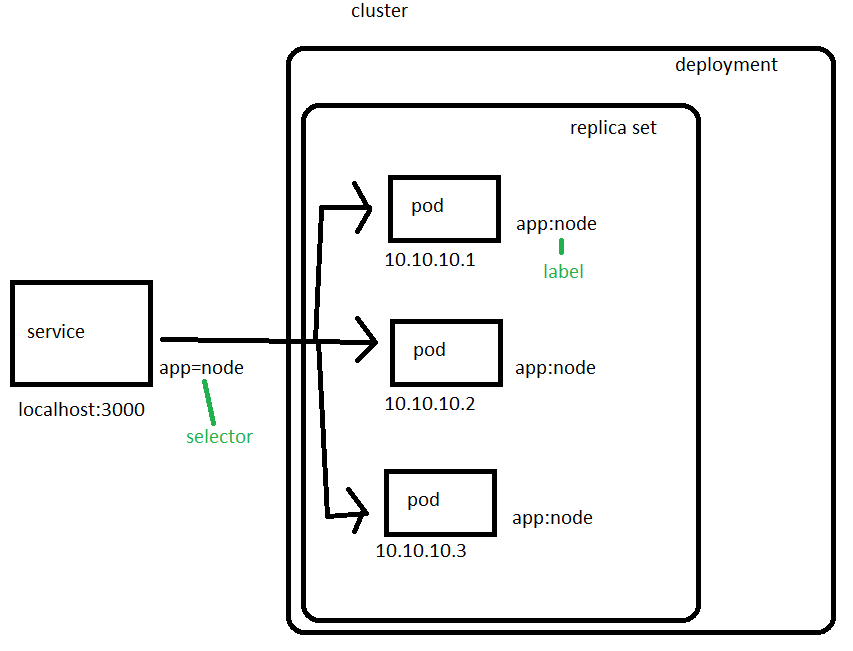 cluster
deployment
replica set
pod
app:node
10.10.10.1
label
service
pod
app=node
app:node
localhost:3000
10.10.10.2
selector
pod
app:node
10.10.10.3